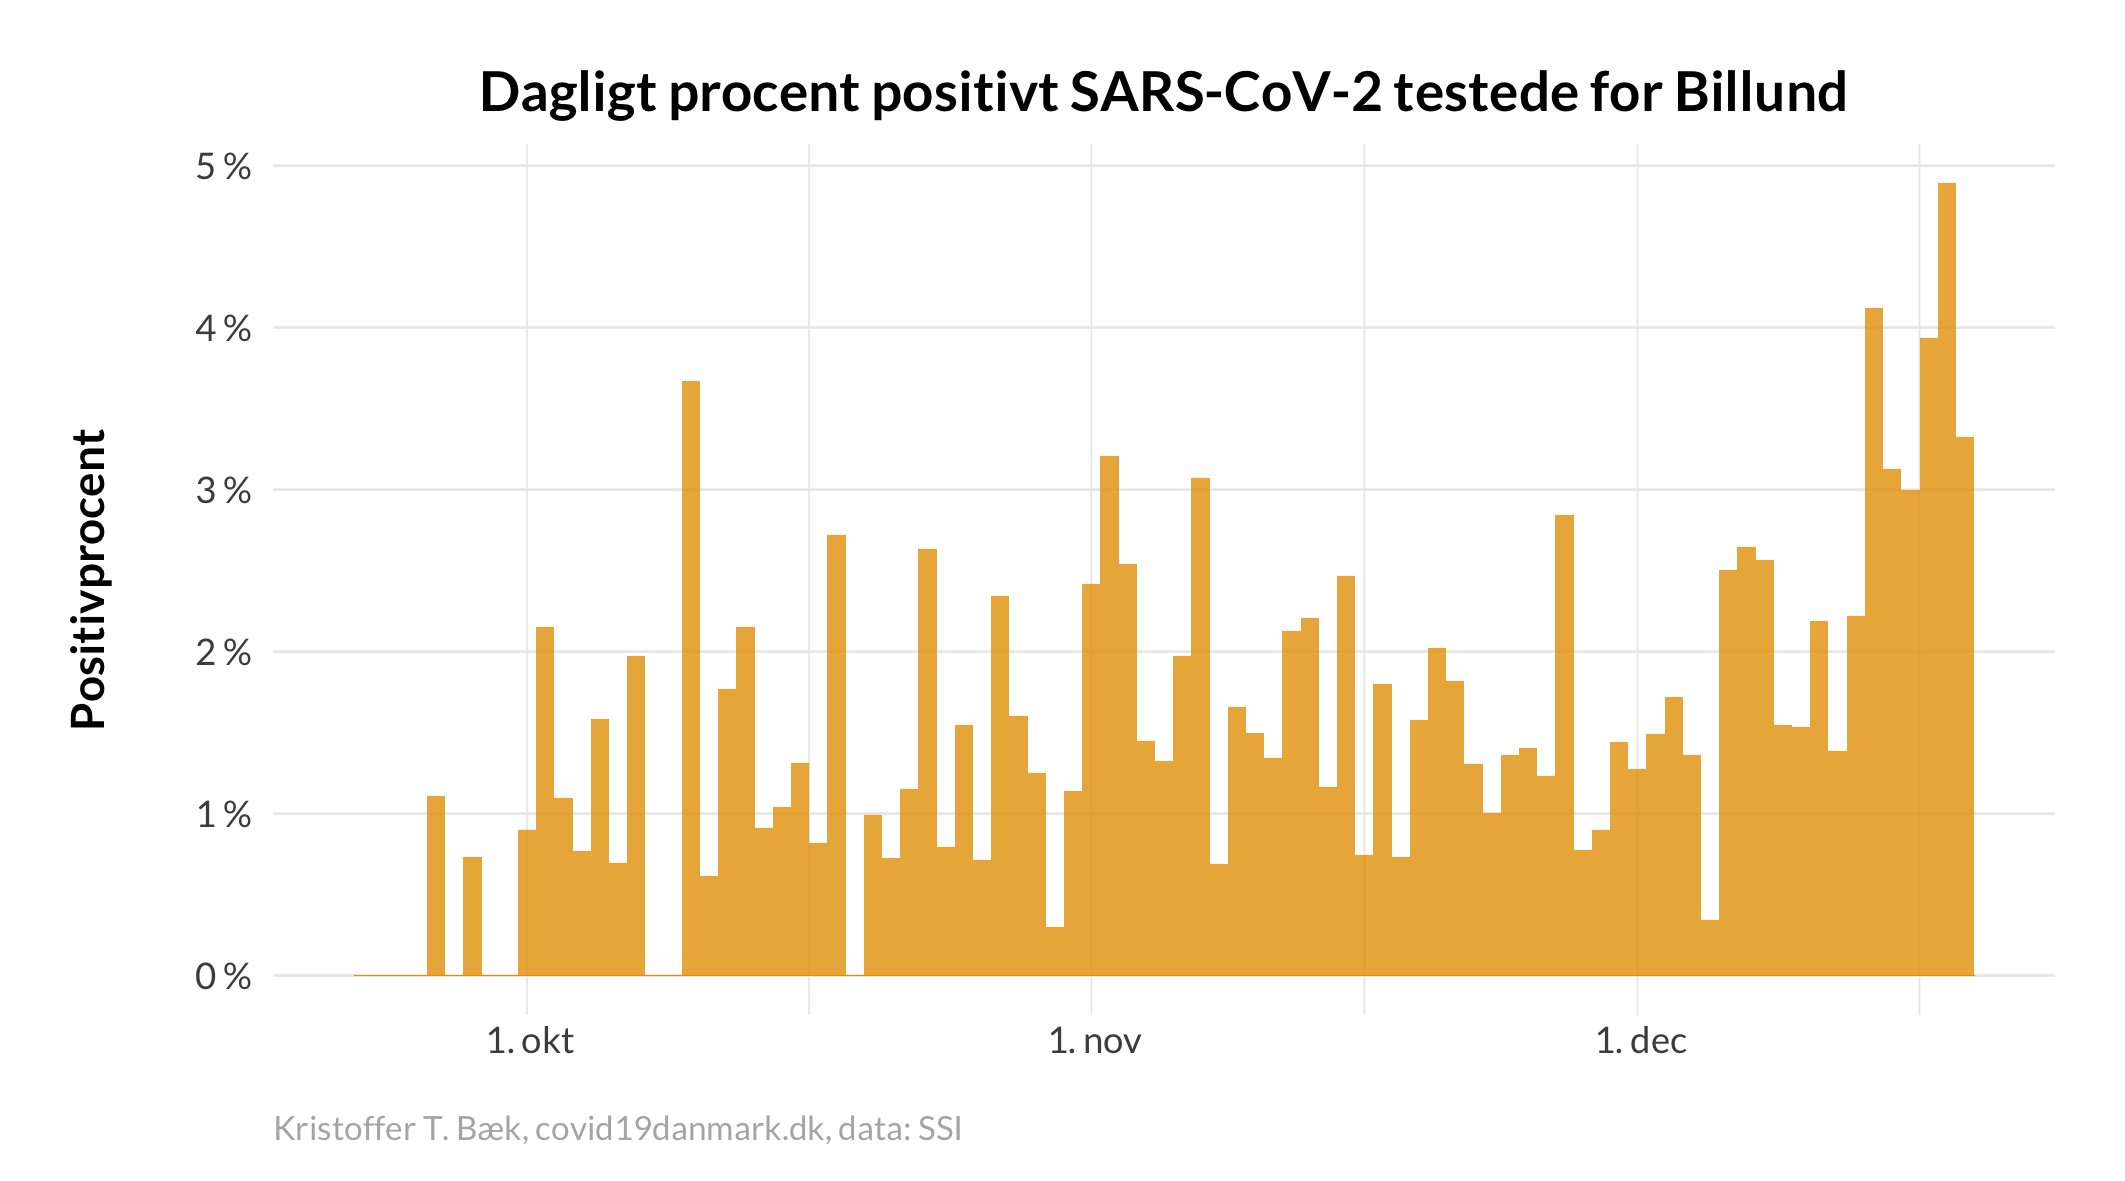 Dagligt procent positivt SARS-CoV-2 testede for Billund
Positivprocent
5 %
4 %
3 %
2 %
1 %
0 %
1. okt
1. nov
1. dec
Kristoffer T. Bæk, covid19danmark.dk, data: SSI